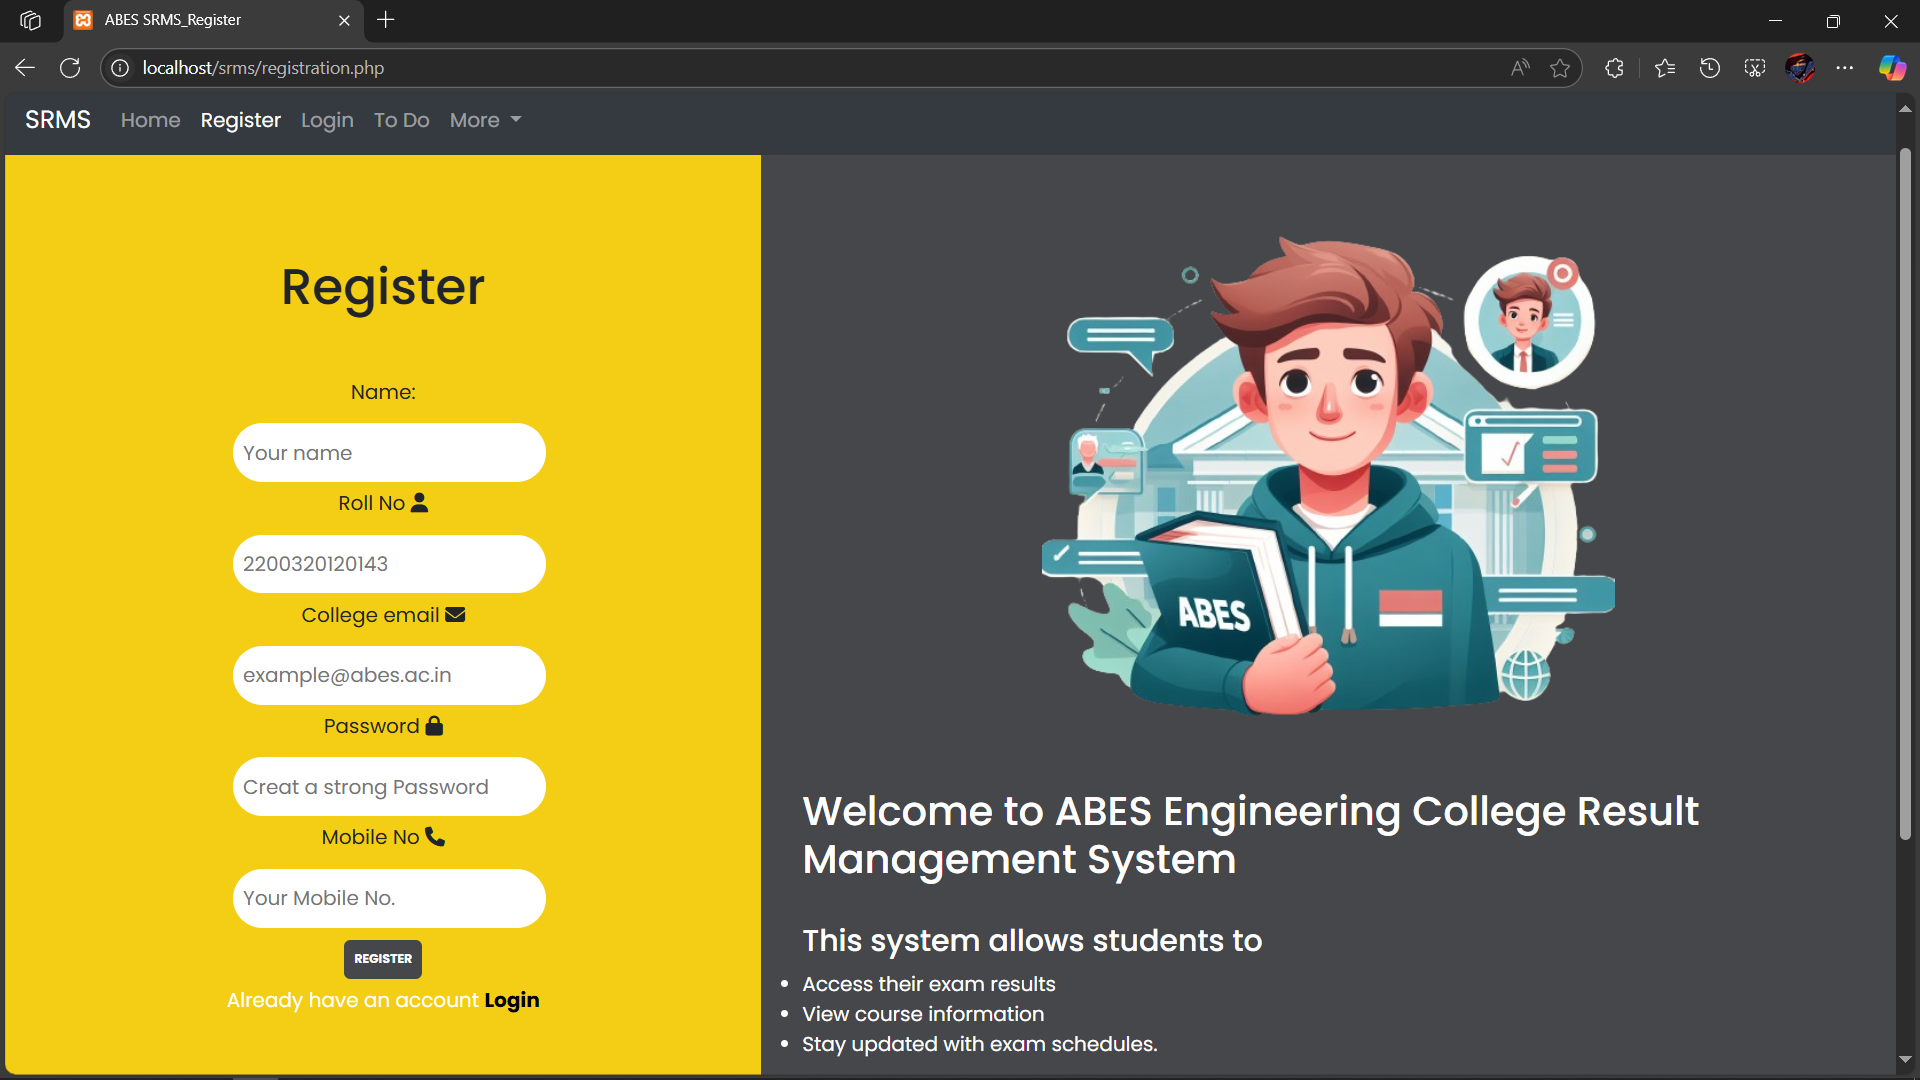 ABES SRMS_Register
localhost/srms/registration.php
SRMS Home Register Login To Do More
Register
Name:
Your name
Roll No
2200320120143
College email
example@abes.ac.in
Password
Creat a strong Password
Mobile No
Your Mobile No.
REGISTER
Already have an account Login
ABES
Welcome to ABES Engineering College Result
Management System
This system allows students to
Access their exam results
View course information
Stay updated with exam schedules.